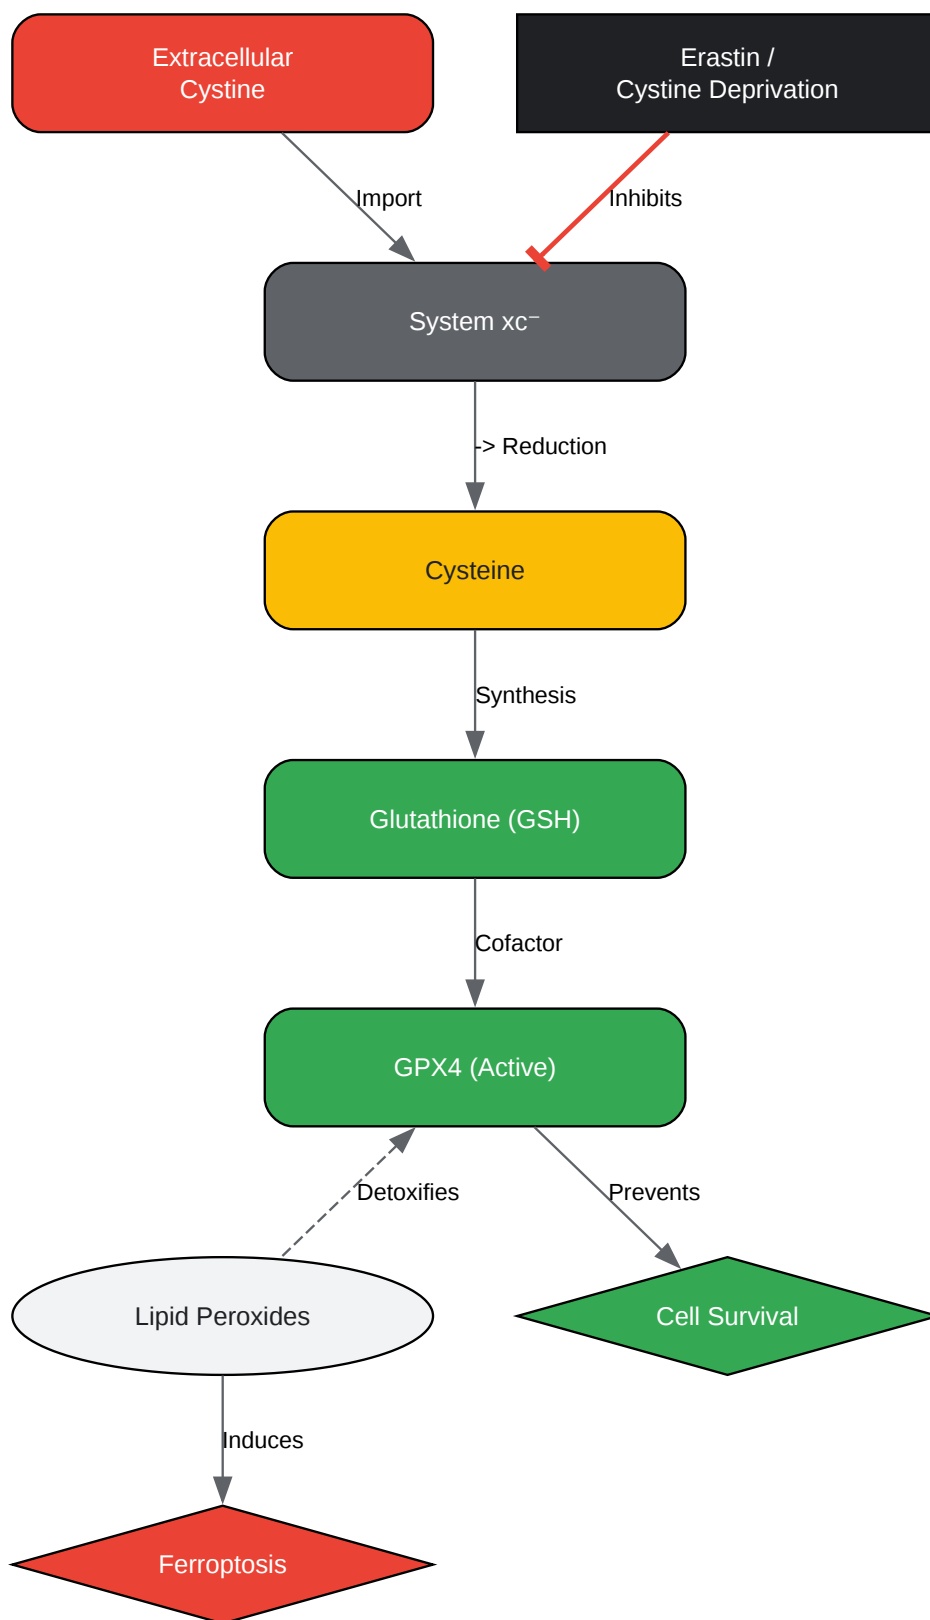 Extracellular
Cystine
Erastin /
Cystine Deprivation
Import
Inhibits
System xc⁻
-> Reduction
Cysteine
Synthesis
Glutathione (GSH)
Cofactor
GPX4 (Active)
Detoxifies
Prevents
Lipid Peroxides
Cell Survival
Induces
Ferroptosis